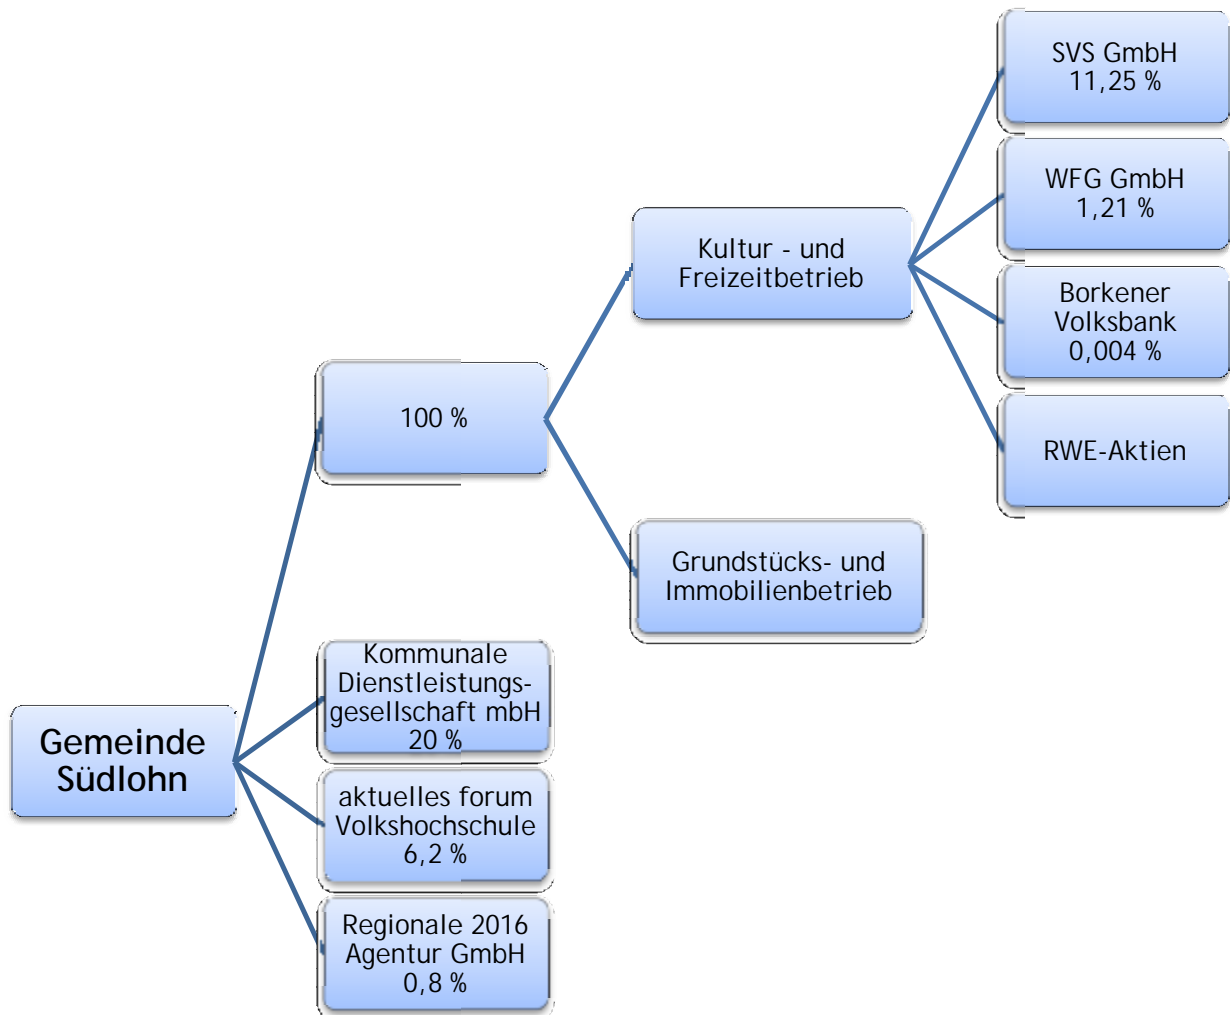 Gemeinde
Südlohn
100 %
Kultur - und
Freizeitbetrieb
SVS GmbH
11,25 %
WFG GmbH
1,21 %
Borkener
Volksbank
0,004 %
RWE-Aktien
Grundstücks- und
Immobilienbetrieb
Kommunale
Dienstleistungs-
gesellschaft mbH
20 %
aktuelles forum
Volkshochschule
6,2 %
Regionale 2016
Agentur GmbH
0,8 %